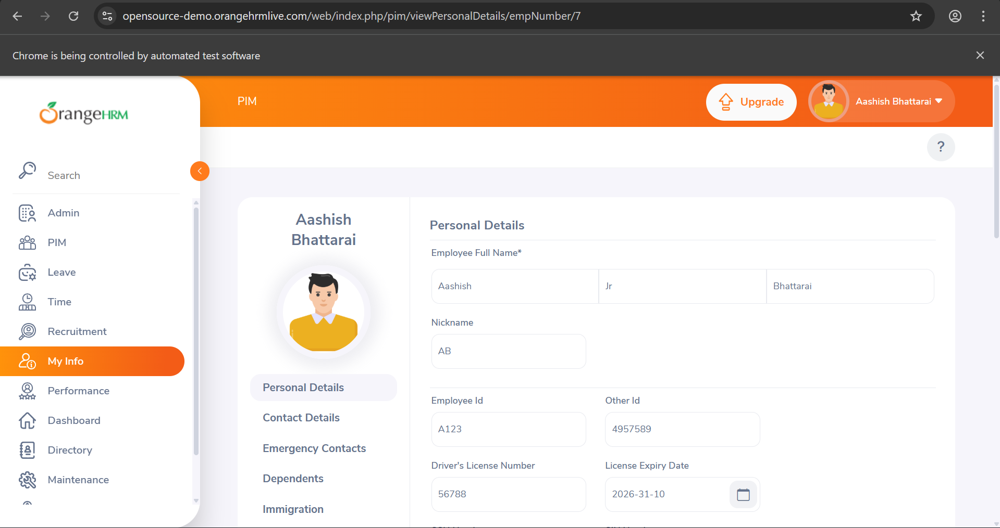 opensource-demo.orangehrmlive.com/web/index.php/pim/viewPersonalDetails/empNumber/7
Chrome is being controlled by automated test software
OrangeHRM
PIM
Upgrade
Aashish Bhattarai
?
Search
Admin
PIM
Leave
Time
Recruitment
My Info
Performance
Dashboard
Directory
Maintenance
Aashish
Bhattarai
Personal Details
Contact Details
Emergency Contacts
Dependents
Immigration
Personal Details
Employee Full Name*
Aashish Jr Bhattarai
Nickname
AB
Employee Id Other Id
A123 4957589
Driver's License Number License Expiry Date
56788 2026-31-10